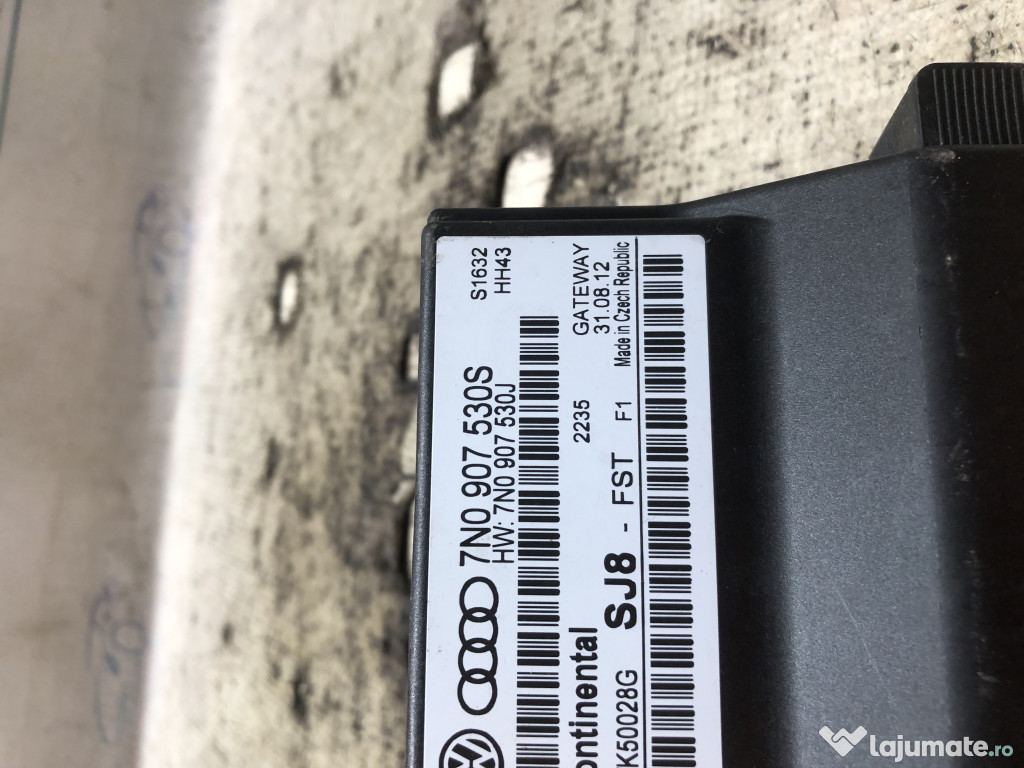 7N0 907 530S S1632
HW: 7N0 907 530J HH43
2235 GATEWAY
31.08.12
SJ8 - FST F1 Made in Czech Republic
K50028G
lajumate.ro